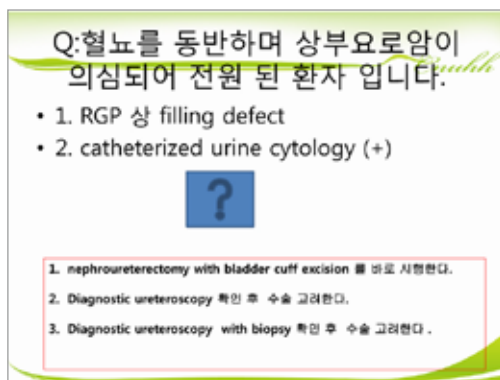 Q:혈뇨를 동반하며 상부요로암이
의심되어 전원 된 환자 입니다.
• 1. RGP 상 filling defect
• 2. catheterized urine cytology (+)
?
1. nephroureterectomy with bladder cuff excision 를 바로 시행한다.
2. Diagnostic ureteroscopy 확인 후 수술 고려한다.
3. Diagnostic ureteroscopy with biopsy 확인 후 수술 고려한다 .